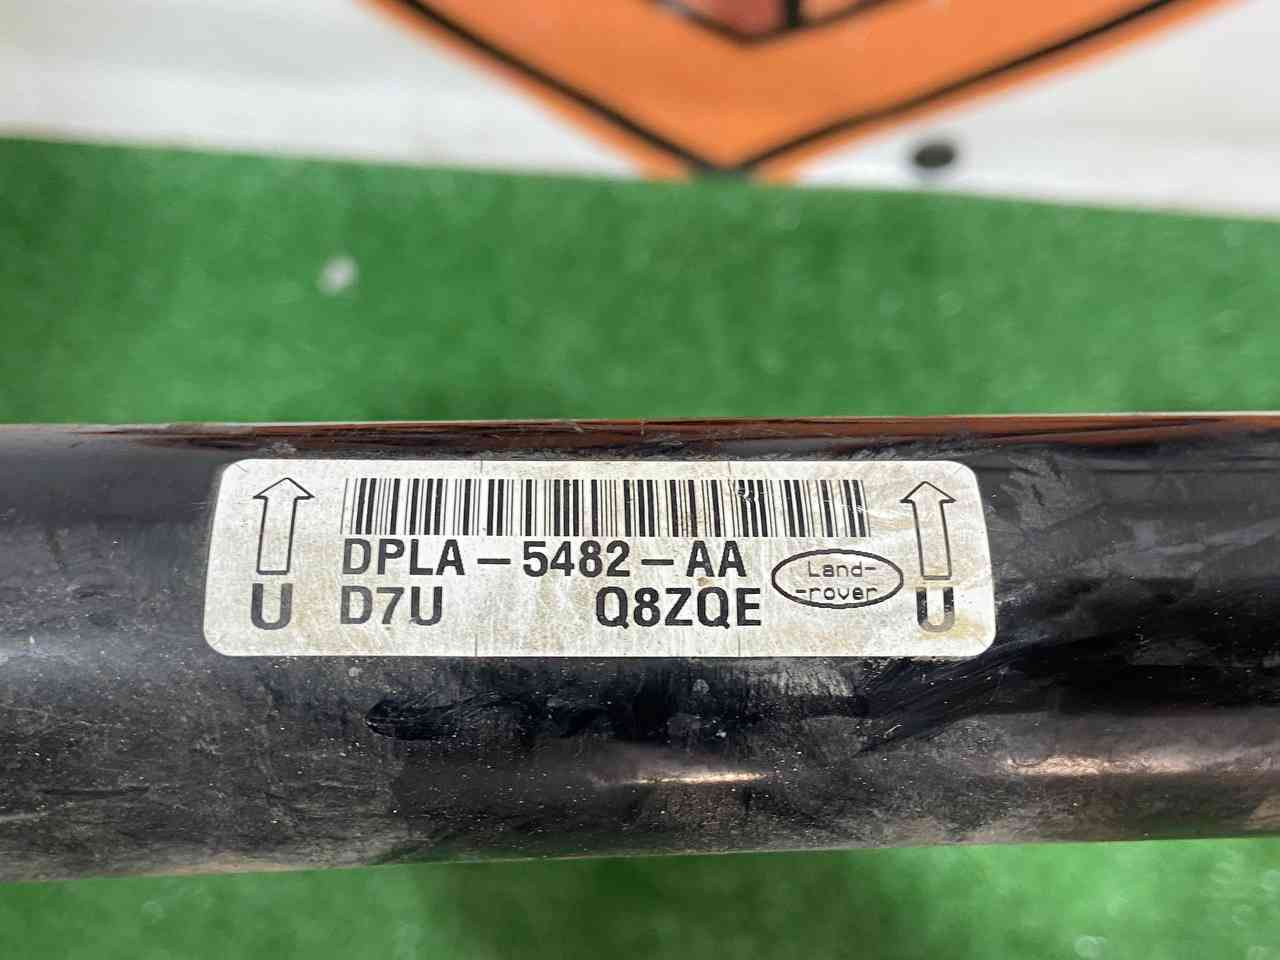 DPLA-5482-AA
Land-
-rover
U D7U Q8ZQE U